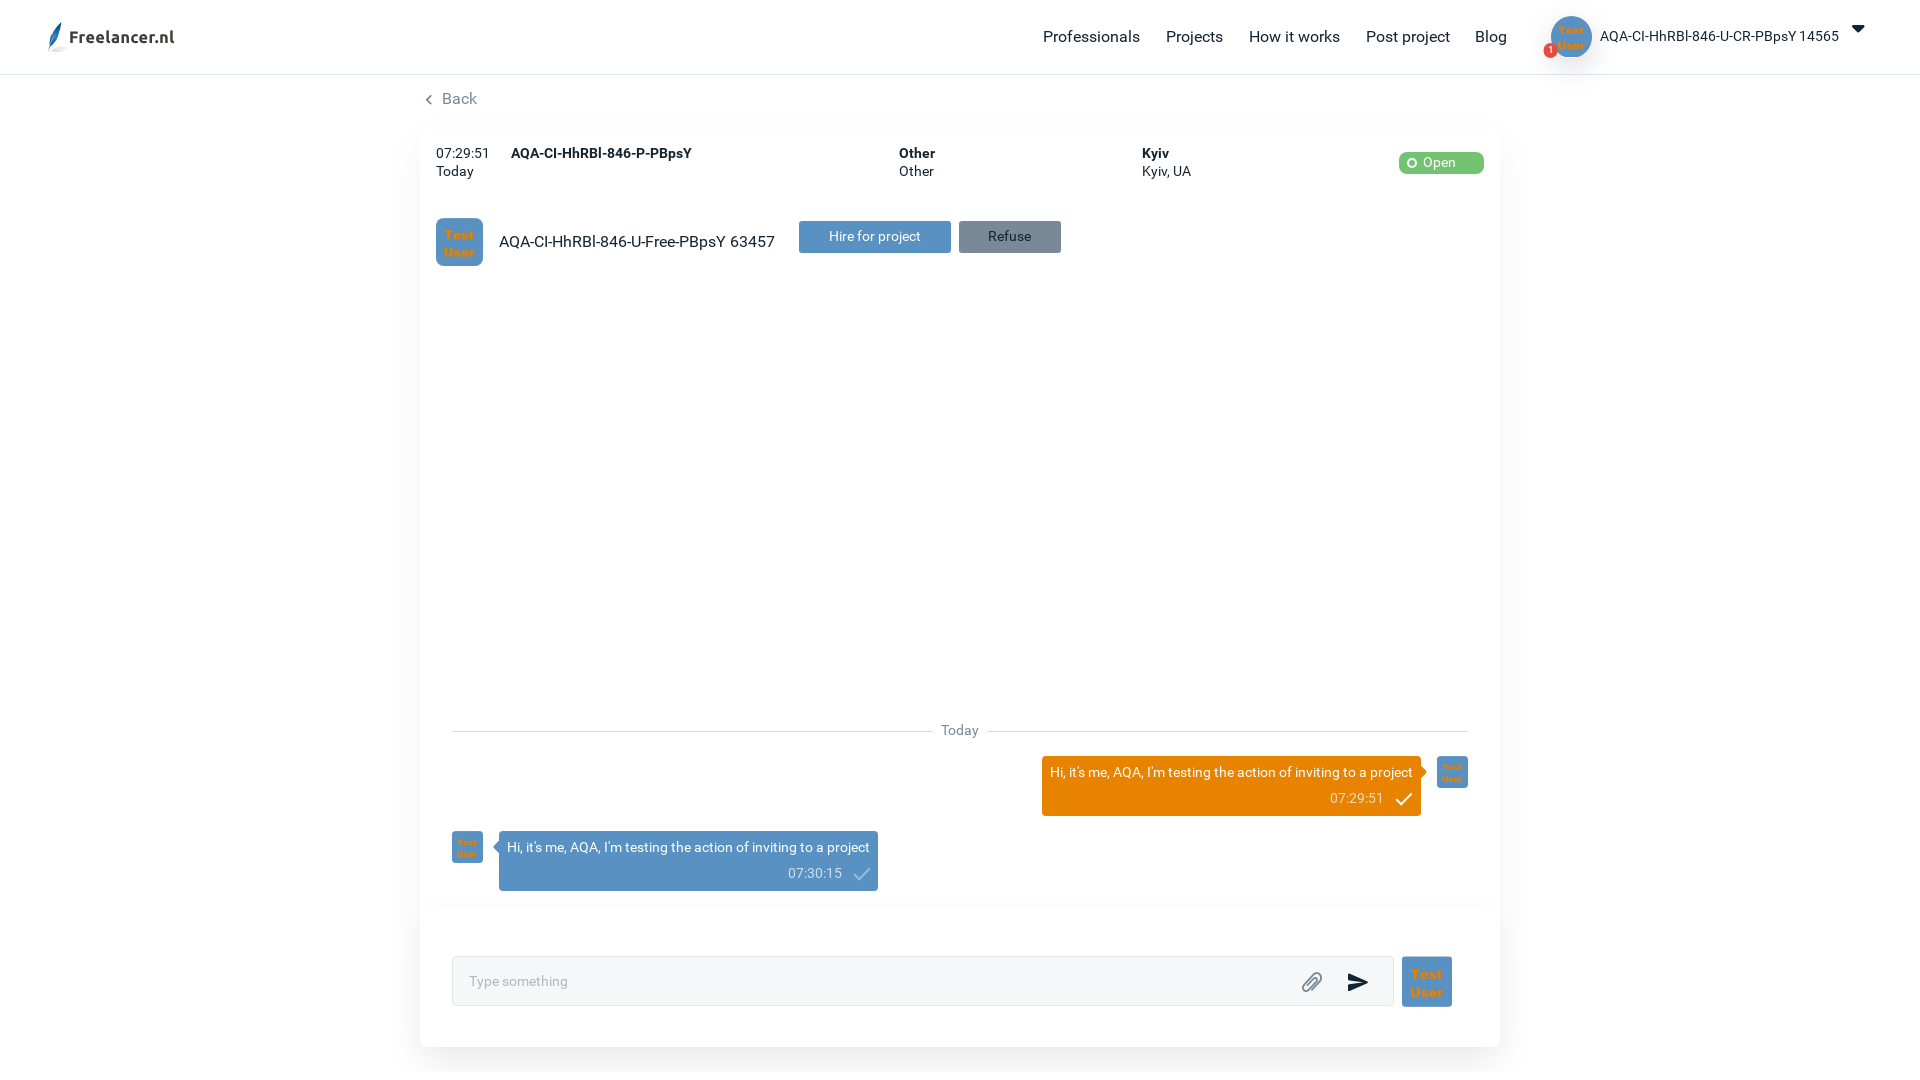 Freelancer.nl
Professionals
Projects
How it works
Post project
Blog
Test
User
1
AQA-CI-HhRBl-846-U-CR-PBpsY 14565
Back
07:29:51
Today
AQA-CI-HhRBl-846-P-PBpsY
Other
Other
Kyiv
Kyiv, UA
Open
Test
User
AQA-CI-HhRBl-846-U-Free-PBpsY 63457
Hire for project
Refuse
Today
Hi, it's me, AQA, I'm testing the action of inviting to a project
07:29:51
Test
User
Test
User
Hi, it's me, AQA, I'm testing the action of inviting to a project
07:30:15
Type something
Test
User